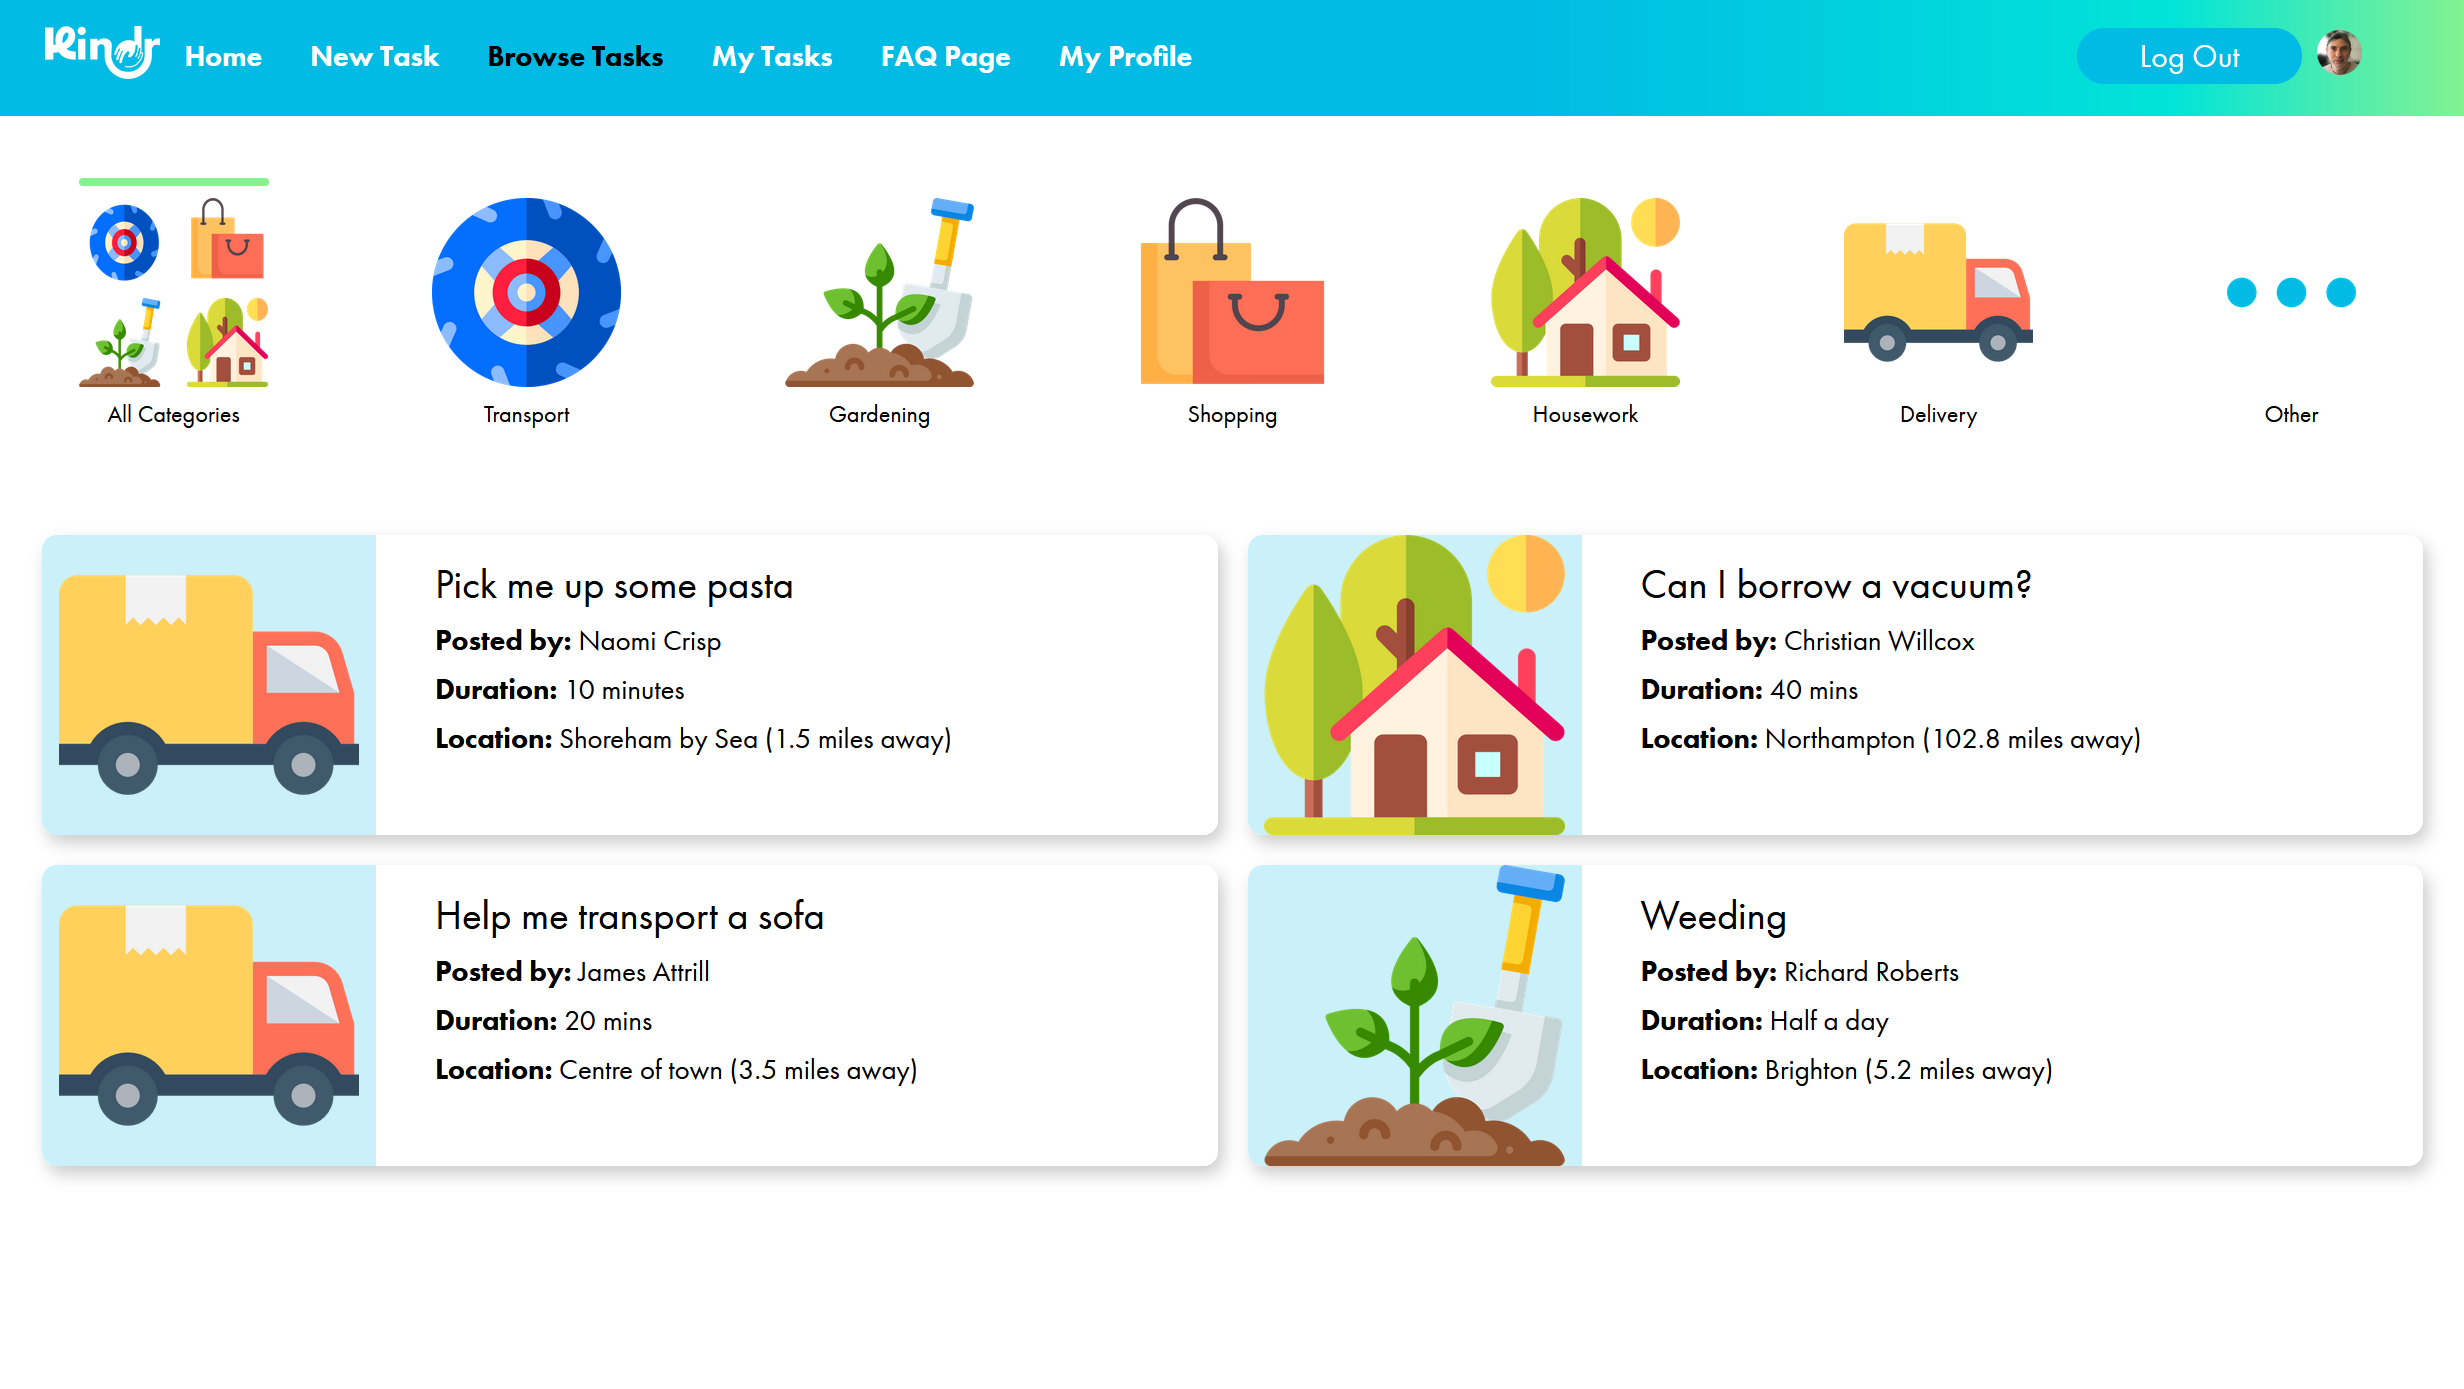 Kindr
Home New Task Browse Tasks My Tasks FAQ Page My Profile Log Out
All Categories Transport Gardening Shopping Housework Delivery Other
Pick me up some pasta
Posted by: Naomi Crisp
Duration: 10 minutes
Location: Shoreham by Sea (1.5 miles away)
Can I borrow a vacuum?
Posted by: Christian Willcox
Duration: 40 mins
Location: Northampton (102.8 miles away)
Help me transport a sofa
Posted by: James Attrill
Duration: 20 mins
Location: Centre of town (3.5 miles away)
Weeding
Posted by: Richard Roberts
Duration: Half a day
Location: Brighton (5.2 miles away)